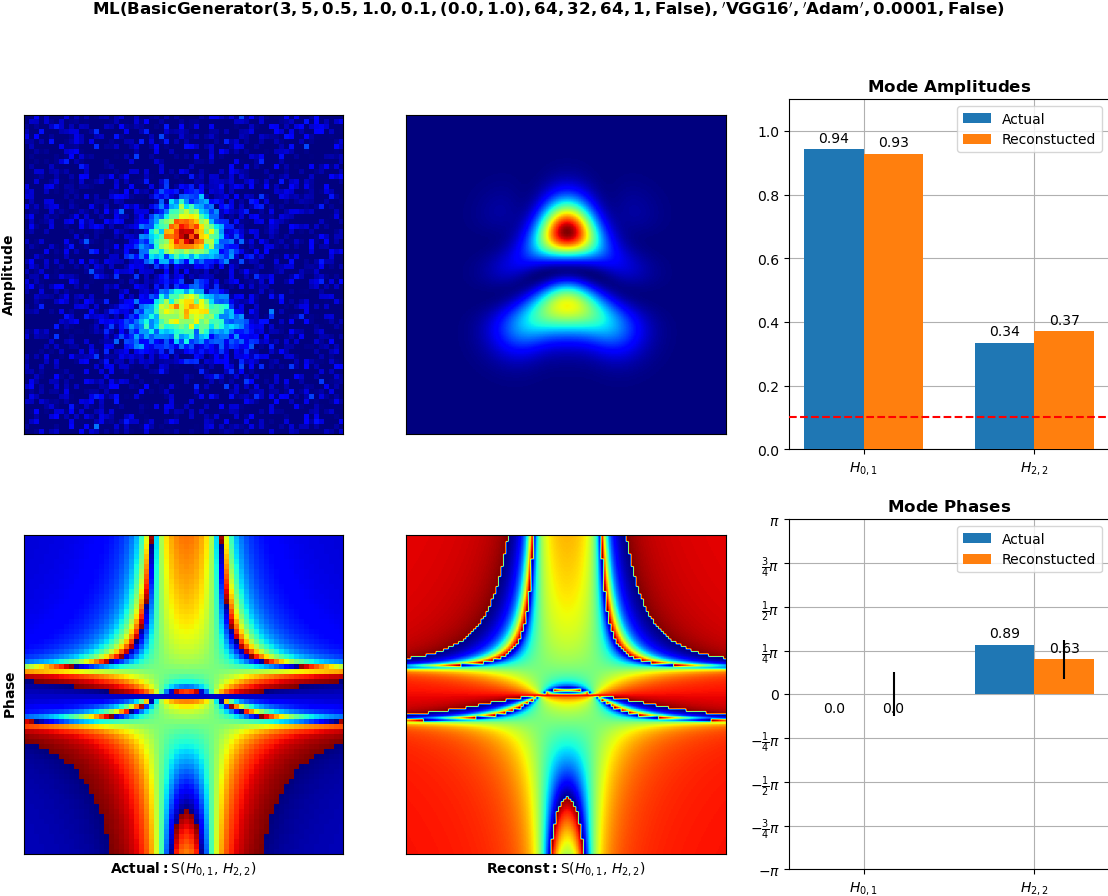 ML(BasicGenerator(3, 5, 0.5, 1.0, 0.1, (0.0, 1.0), 64, 32, 64, 1, False), ′VGG16′, ′Adam′, 0.0001, False)
Mode Amplitudes
Amplitude
1.0
0.8
0.6
0.4
0.2
0.0
Actual
Reconstucted
0.94
0.93
0.34
0.37
H0, 1
H2, 2
Mode Phases
Phase
π
3/4π
1/2π
1/4π
0
−1/4π
−1/2π
−3/4π
−π
Actual
Reconstucted
0.0
0.0
0.89
0.63
H0, 1
H2, 2
Actual: S(H0, 1, H2, 2)
Reconst: S(H0, 1, H2, 2)